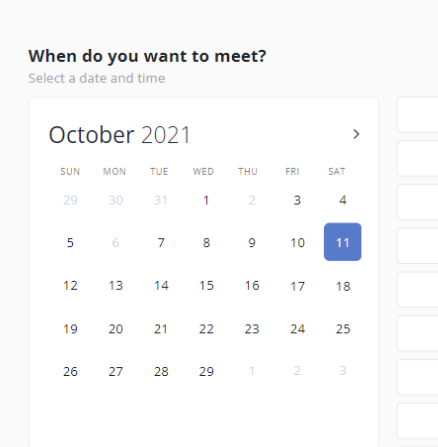 When do you want to meet?
Select a date and time
October 2021
SUN MON TUE WED THU FRI SAT
29 30 31 1 2 3 4
5 6 7 8 9 10 11
12 13 14 15 16 17 18
19 20 21 22 23 24 25
26 27 28 29 1 2 3